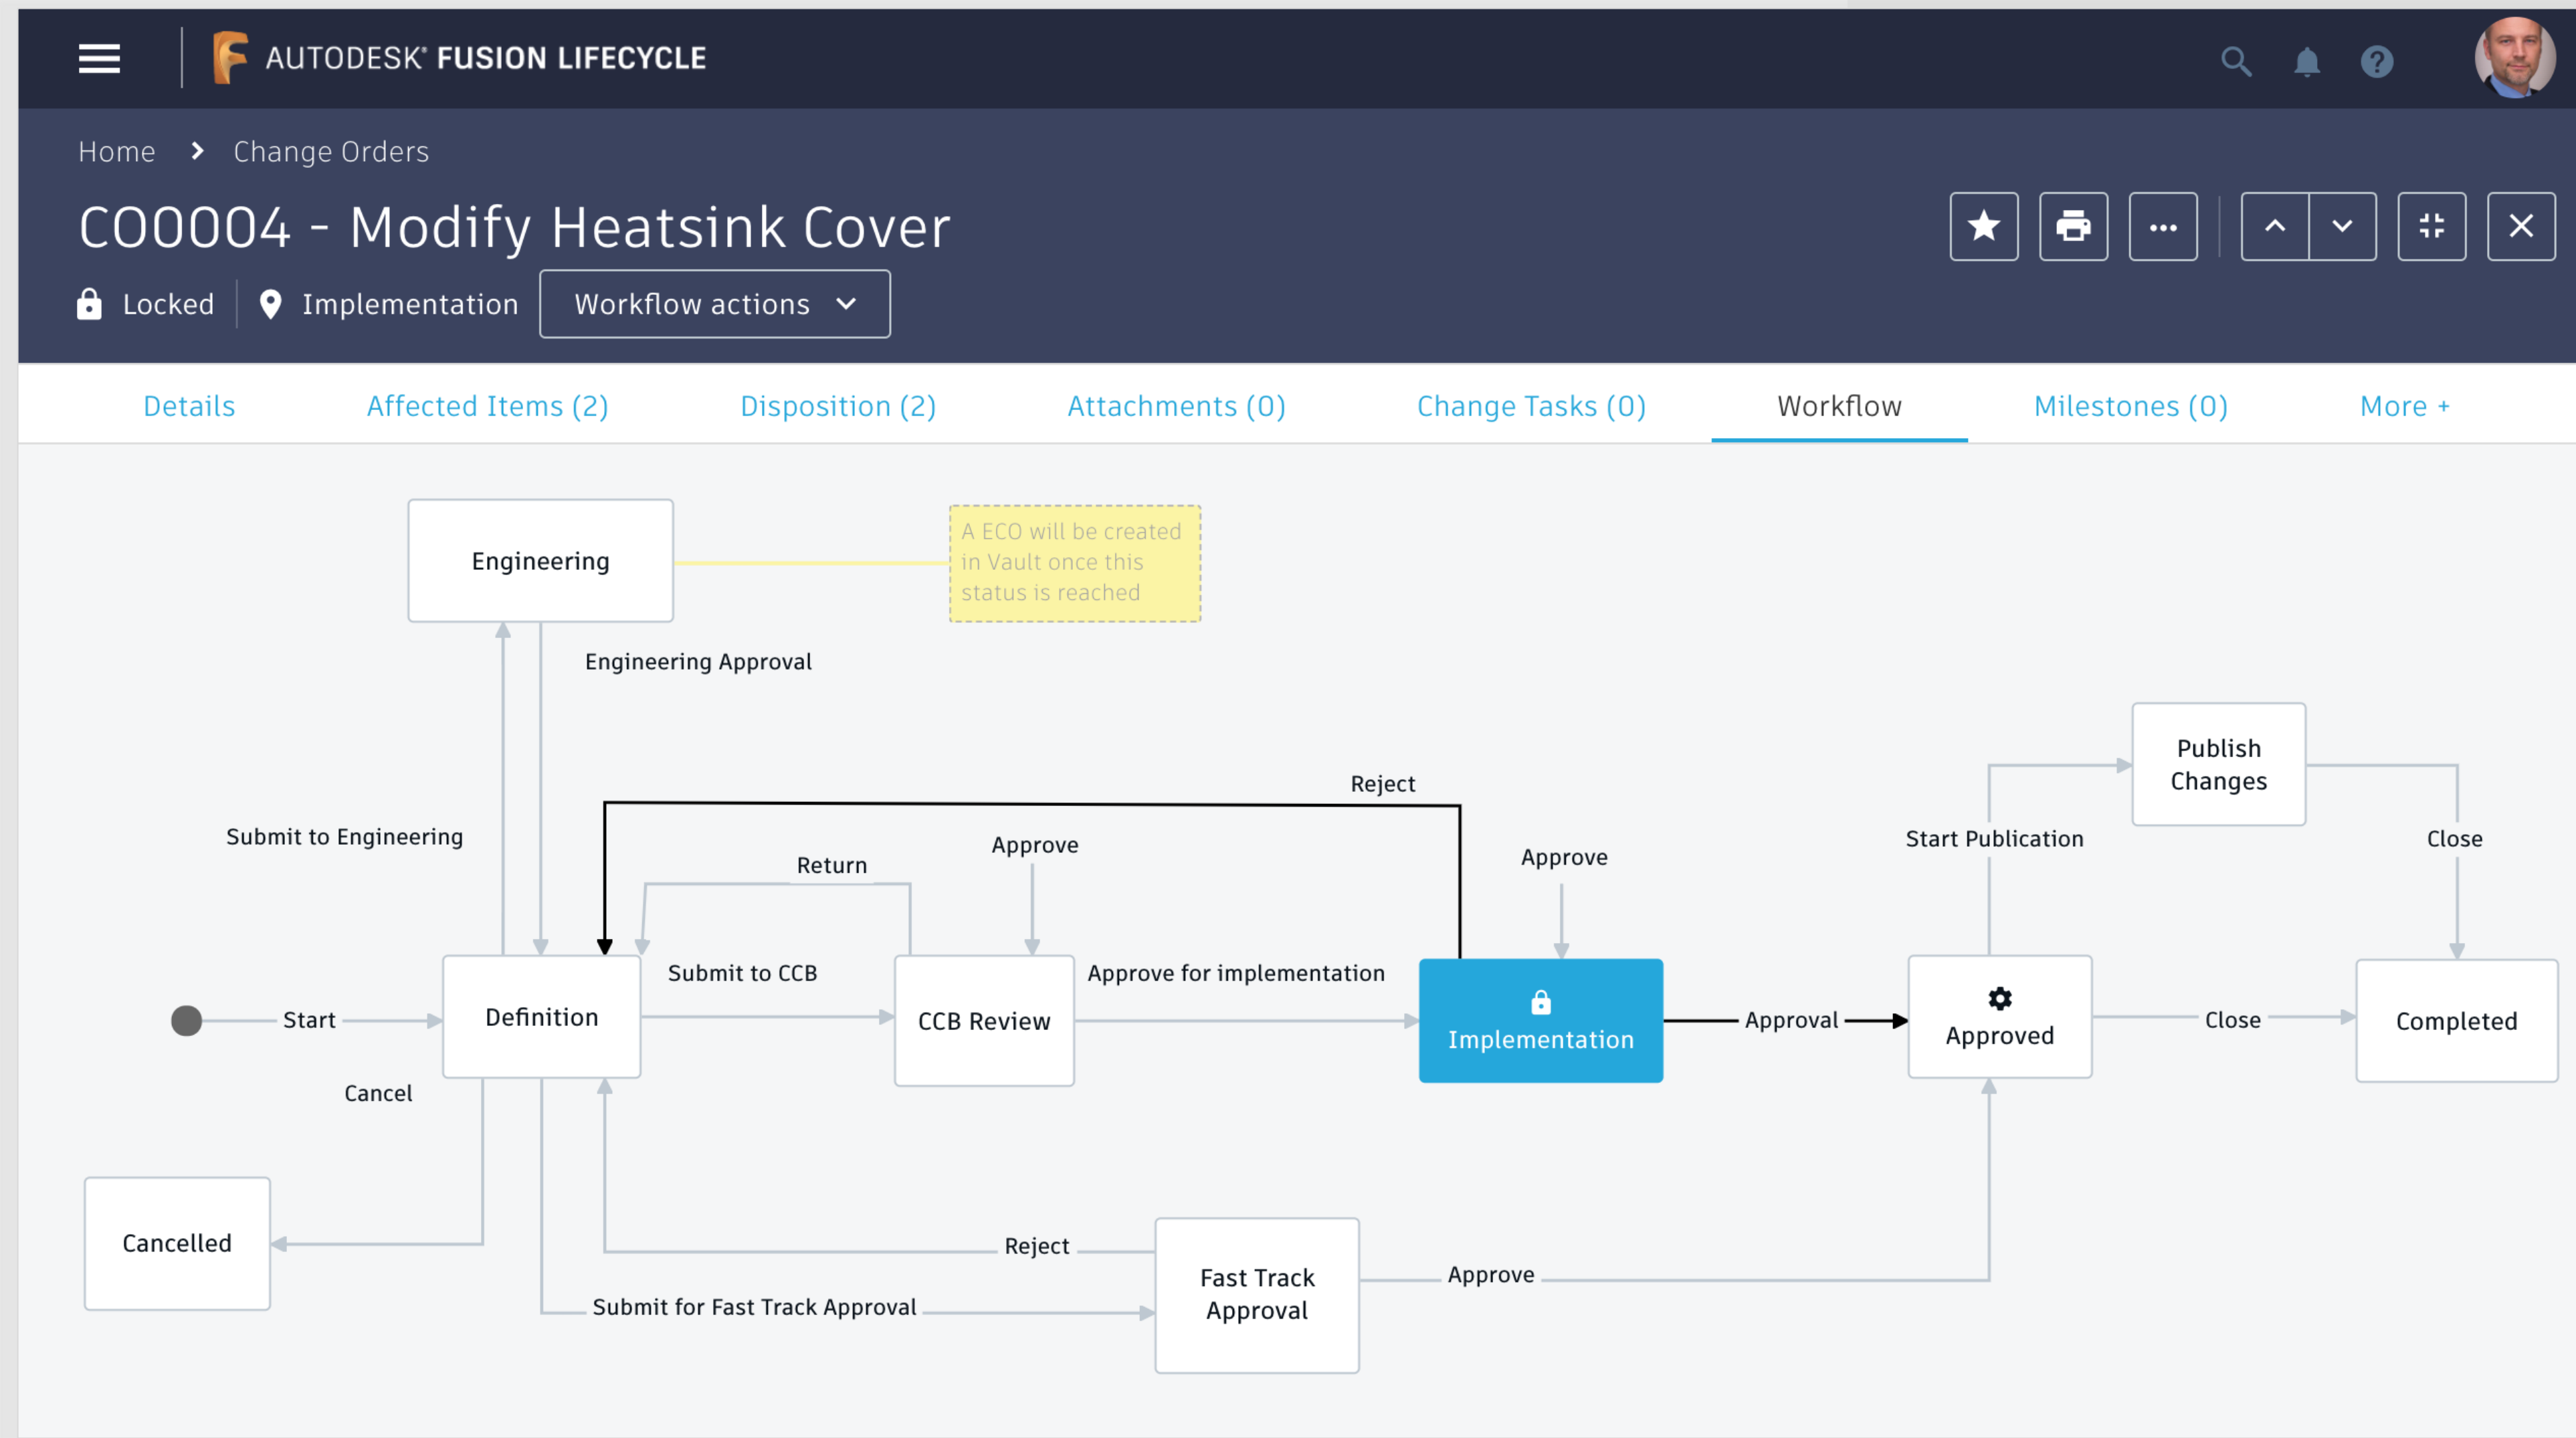 AUTODESK® FUSION LIFECYCLE
Home > Change Orders
CO0004 - Modify Heatsink Cover
Locked
Implementation
Workflow actions
Details
Affected Items (2)
Disposition (2)
Attachments (0)
Change Tasks (0)
Workflow
Milestones (0)
More +
Engineering
A ECO will be created
in Vault once this
status is reached
Engineering Approval
Publish
Changes
Reject
Submit to Engineering
Approve
Return
Approve
Start Publication
Close
Submit to CCB
Approve for implementation
Start
Definition
CCB Review
Implementation
Approval
Approved
Close
Completed
Cancel
Cancelled
Reject
Fast Track
Approval
Approve
Submit for Fast Track Approval